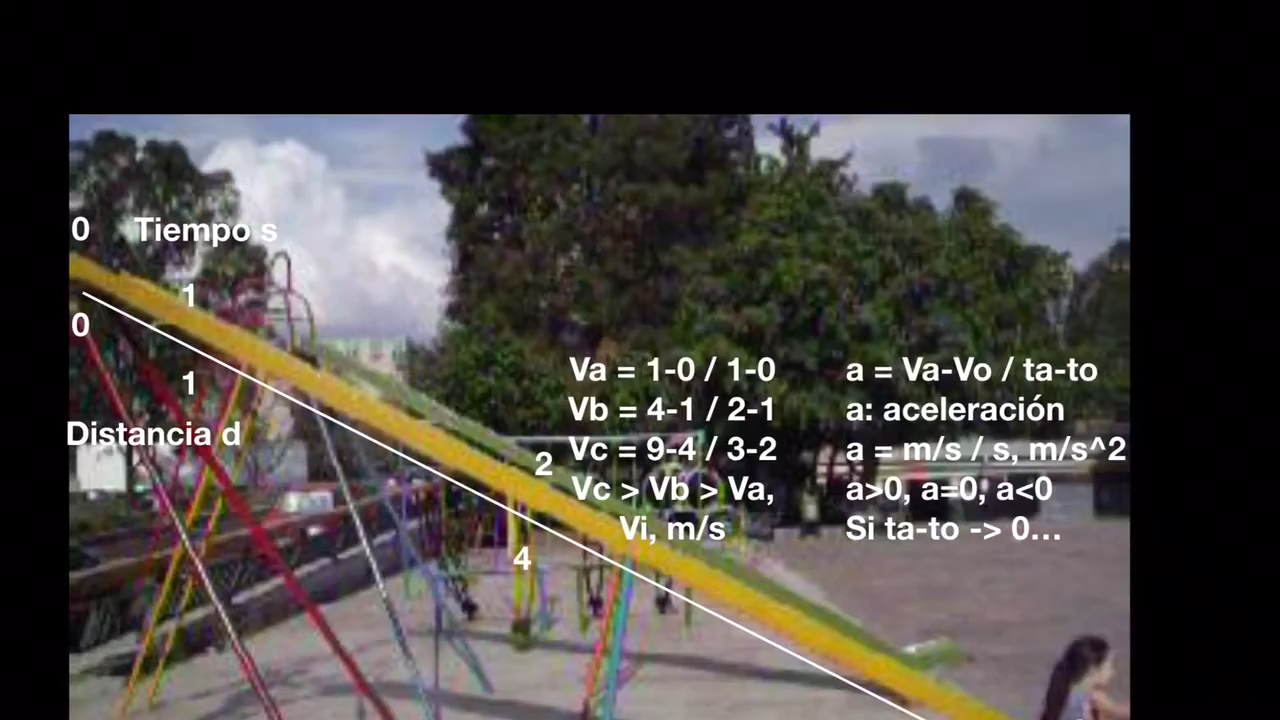 0 Tiempo s
1
0
1
Distancia d
2
4
Va = 1-0 / 1-0
Vb = 4-1 / 2-1
Vc = 9-4 / 3-2
Vc > Vb > Va,
Vi, m/s
a = Va-Vo / ta-to
a: aceleración
a = m/s / s, m/s^2
a>0, a=0, a<0
Si ta-to -> 0...